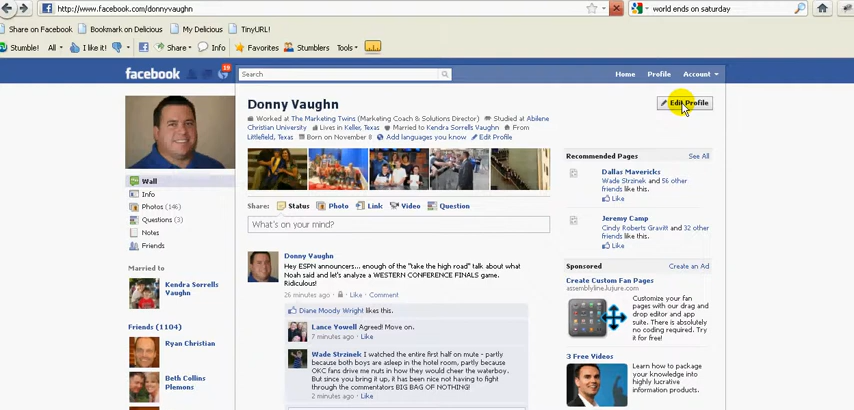 http://www.facebook.com/donnyvaughn
world ends on saturday
Share on Facebook
Bookmark on Delicious
My Delicious
TinyURL!
Stumble!
All
I like it!
Share
Info
Favorites
Stumblers
Tools
facebook
Search
Home
Profile
Account
Donny Vaughn
Edit Profile
Worked at The Marketing Twins (Marketing Coach & Solutions Director)
Studied at Abilene
Christian University
Lives in Keller, Texas
Married to Kendra Sorrells Vaughn
From
Littlefield, Texas
Born on November 8
Add languages you know
Edit Profile
Wall
Info
Photos (146)
Questions (3)
Notes
Friends
Married to
Kendra Sorrells
Vaughn
Friends (1104)
Ryan Christian
Beth Collins
Plemons
Share:
Status
Photo
Link
Video
Question
What's on your mind?
Donny Vaughn
Hey ESPN announcers... enough of the "take the high road" talk about what
Noah said and let's analyze a WESTERN CONFERENCE FINALS game.
Ridiculous!
26 minutes ago
Like
Comment
Diane Moody Wright likes this.
Lance Yowell Agreed! Move on.
7 minutes ago
Like
Wade Strzinek I watched the entire first half on mute - partly
because both boys are asleep in the hotel room, partly because
OKC fans drive me nuts in how they would cheer the waterboy.
But since you bring it up, it has been nice not having to fight
through the commentators BIG BAG OF NOTHING!
2 minutes ago
Like
Recommended Pages
See All
Dallas Mavericks
Wade Strzinek and 56 other
friends like this.
Like
Jeremy Camp
Cindy Roberts Gravitt and 32 other
friends like this.
Like
Sponsored
Create an Ad
Create Custom Fan Pages
assemblyline.lujure.com
Customize your fan
pages with our drag and
drop editor and app
suite. There is absolutely
no coding required. Try
it for free!
3 Free Videos
Learn how to package
your knowledge into
highly lucrative
information products.